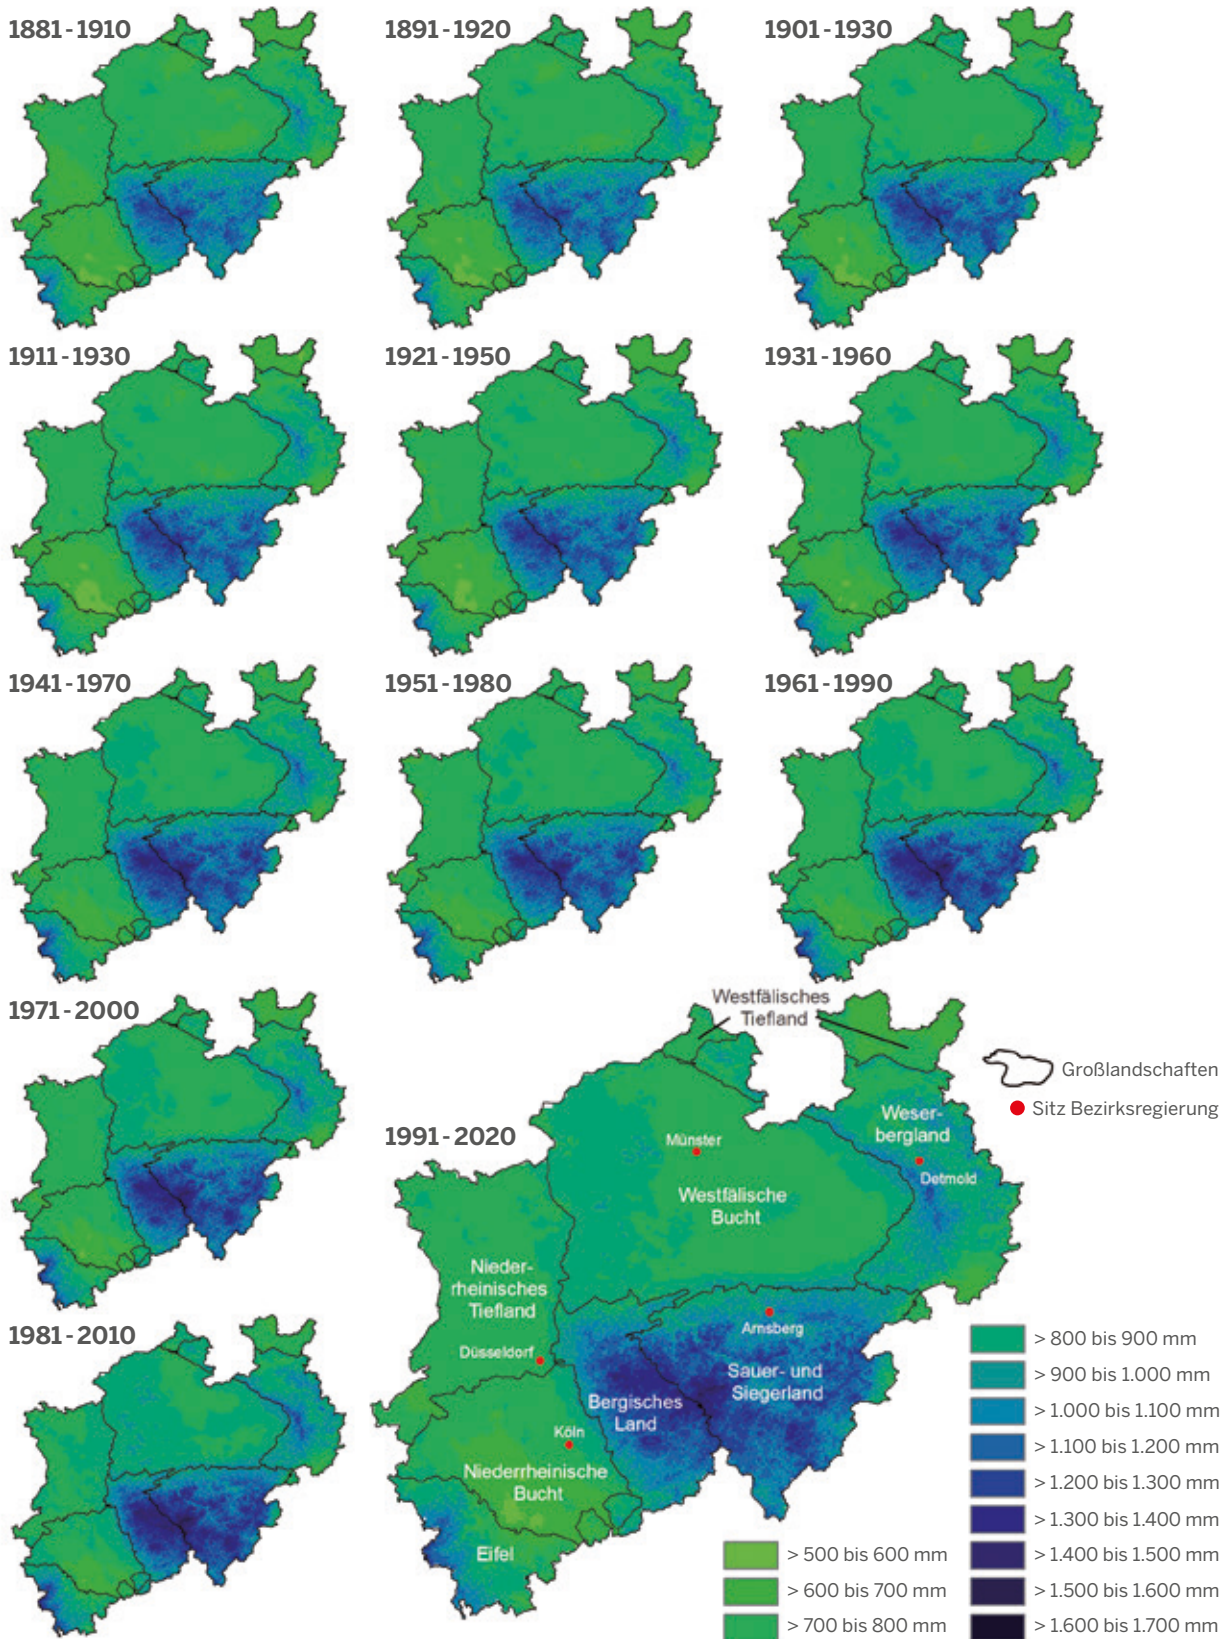 1881 - 1910
1891 - 1920
1901 - 1930
1911 - 1930
1921 - 1950
1931 - 1960
1941 - 1970
1951 - 1980
1961 - 1990
1971 - 2000
1981 - 2010
1991 - 2020
Westfälisches
Tiefland
Großlandschaften
Sitz Bezirksregierung
Weser-
bergland
Münster
Detmold
Westfälische
Bucht
Nieder-
rheinisches
Tiefland
Arnsberg
Düsseldorf
Sauer- und
Siegerland
Bergisches
Land
Köln
Niederrheinische
Bucht
Eifel
> 500 bis 600 mm
> 600 bis 700 mm
> 700 bis 800 mm
> 800 bis 900 mm
> 900 bis 1.000 mm
> 1.000 bis 1.100 mm
> 1.100 bis 1.200 mm
> 1.200 bis 1.300 mm
> 1.300 bis 1.400 mm
> 1.400 bis 1.500 mm
> 1.500 bis 1.600 mm
> 1.600 bis 1.700 mm